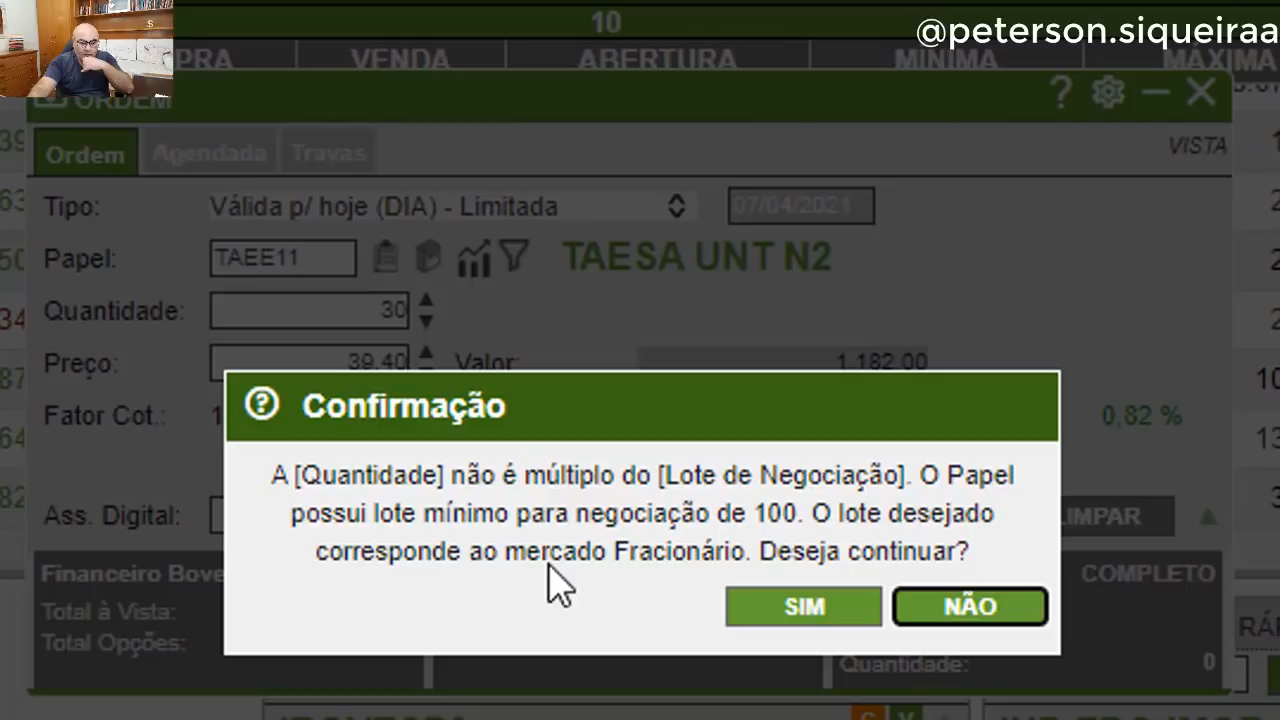 10
@peterson.siqueiraa
VENDA ABERTURA MÍNIMA MÁXIMA
ORDEM ?
Ordem Agendada Travas VISTA
Tipo: Válida p/ hoje (DIA) - Limitada 07/04/2021
Papel: TAEE11 TAESA UNT N2
Quantidade: 30
Preço: 39,40 Valor: 1.182,00
Fator Cot.: 1 0,82 %
Confirmação
A [Quantidade] não é múltiplo do [Lote de Negociação]. O Papel
possui lote mínimo para negociação de 100. O lote desejado
corresponde ao mercado Fracionário. Deseja continuar?
SIM NÃO
Ass. Digital: LIMPAR
Financeiro Bove COMPLETO
Total à Vista:
Total Opções:
Quantidade: 0